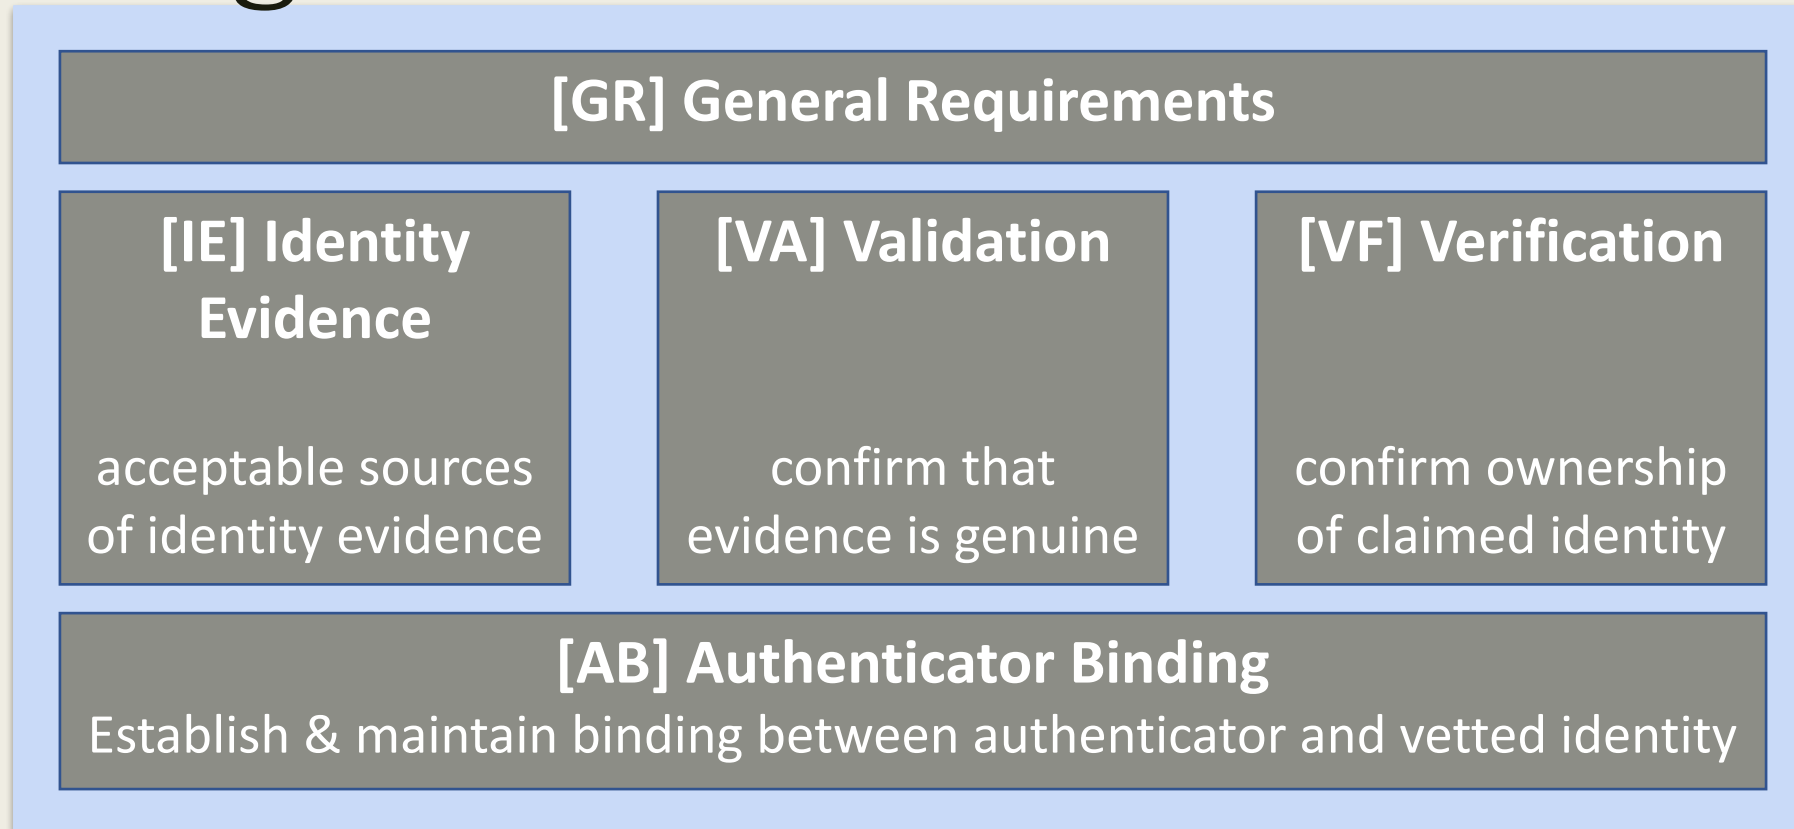 [GR] General Requirements
[IE] Identity
Evidence
acceptable sources
of identity evidence
[VA] Validation
confirm that
evidence is genuine
[VF] Verification
confirm ownership
of claimed identity
[AB] Authenticator Binding
Establish & maintain binding between authenticator and vetted identity